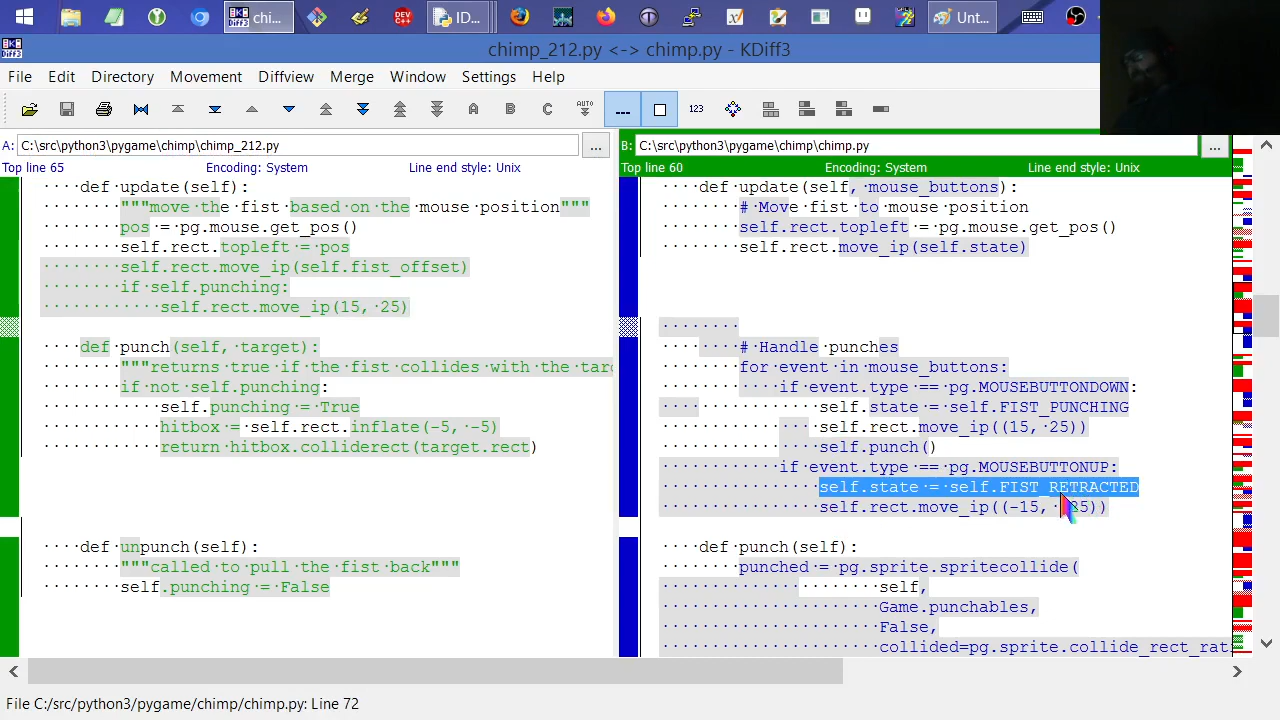 chi...
DEV C++
ID...
Unt...
chimp_212.py <-> chimp.py - KDiff3
File Edit Directory Movement Diffview Merge Window Settings Help
A B C AUTO 123
A: C:\src\python3\pygame\chimp\chimp_212.py ...
Top line 65 Encoding: System Line end style: Unix
····def·update(self):
········"""move·the·fist·based·on·the·mouse·position"""
········pos·=·pg.mouse.get_pos()
········self.rect.topleft·=·pos
········self.rect.move_ip(self.fist_offset)
········if·self.punching:
············self.rect.move_ip(15,·25)
····def·punch(self,·target):
········"""returns·true·if·the·fist·collides·with·the·tar
········if·not·self.punching:
············self.punching·=·True
············hitbox·=·self.rect.inflate(-5,·-5)
············return·hitbox.colliderect(target.rect)
····def·unpunch(self):
········"""called·to·pull·the·fist·back"""
········self.punching·=·False
B: C:\src\python3\pygame\chimp\chimp.py ...
Top line 60 Encoding: System Line end style: Unix
····def·update(self,·mouse_buttons):
········#·Move·fist·to·mouse·position
········self.rect.topleft·=·pg.mouse.get_pos()
········self.rect.move_ip(self.state)
········
········#·Handle·punches
········for·event·in·mouse_buttons:
············if·event.type·==·pg.MOUSEBUTTONDOWN:
················self.state·=·self.FIST_PUNCHING
················self.rect.move_ip((15,·25))
················self.punch()
············if·event.type·==·pg.MOUSEBUTTONUP:
················self.state·=·self.FIST_RETRACTED
················self.rect.move_ip((-15,·25))
····def·punch(self):
········punched·=·pg.sprite.spritecollide(
······················self,
······················Game.punchables,
······················False,
······················collided=pg.sprite.collide_rect_rat
File C:/src/python3/pygame/chimp/chimp.py: Line 72